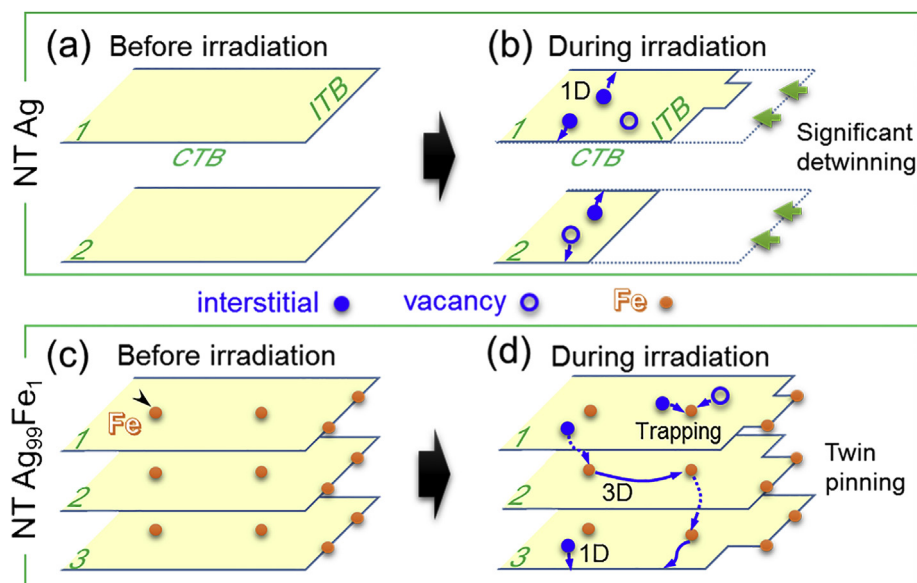 NT Ag
(a) Before irradiation
ITB
1
CTB
2
(b) During irradiation
1D
ITB
1
CTB
2
Significant
detwinning
interstitial vacancy Fe
NT Ag₉₉Fe₁
(c) Before irradiation
Fe
1
2
3
(d) During irradiation
Trapping
1
2
3D
3
1D
Twin
pinning